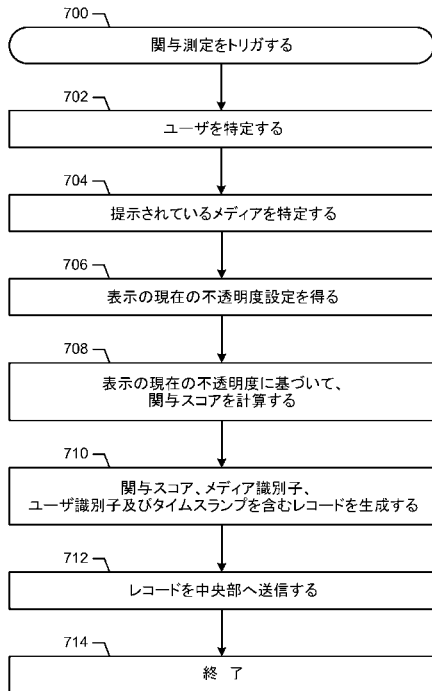 700
関与測定をトリガする
702
ユーザを特定する
704
提示されているメディアを特定する
706
表示の現在の不透明度設定を得る
708
表示の現在の不透明度に基づいて、
関与スコアを計算する
710
関与スコア、メディア識別子、
ユーザ識別子及びタイムスランプを含むレコードを生成する
712
レコードを中央部へ送信する
714
終 了